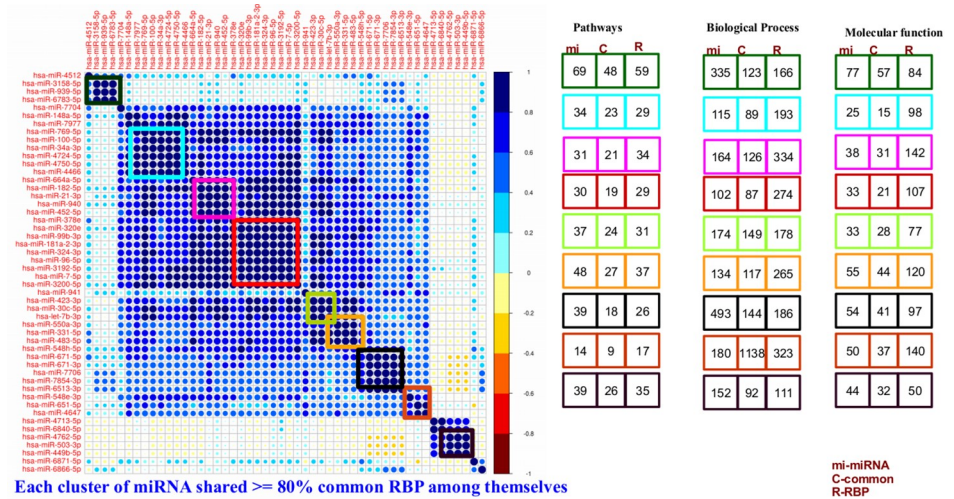 hsa-miR-4512
hsa-miR-3158-5p
hsa-miR-939-5p
hsa-miR-6783-5p
hsa-miR-7704
hsa-miR-148a-5p
hsa-miR-7977
hsa-miR-769-5p
hsa-miR-100-5p
hsa-miR-34a-3p
hsa-miR-4724-5p
hsa-miR-4750-5p
hsa-miR-4466
hsa-miR-664a-5p
hsa-miR-182-5p
hsa-miR-21-3p
hsa-miR-940
hsa-miR-452-5p
hsa-miR-378e
hsa-miR-320e
hsa-miR-99b-3p
hsa-miR-181a-2-3p
hsa-miR-324-3p
hsa-miR-96-5p
hsa-miR-3192-5p
hsa-miR-7-5p
hsa-miR-3200-5p
hsa-miR-941
hsa-miR-423-3p
hsa-miR-30c-5p
hsa-let-7b-3p
hsa-miR-550a-3p
hsa-miR-331-5p
hsa-miR-483-5p
hsa-miR-548h-5p
hsa-miR-671-5p
hsa-miR-671-3p
hsa-miR-7706
hsa-miR-7854-3p
hsa-miR-6513-3p
hsa-miR-548e-3p
hsa-miR-651-5p
hsa-miR-4647
hsa-miR-4713-5p
hsa-miR-6840-5p
hsa-miR-4762-5p
hsa-miR-503-3p
hsa-miR-449b-5p
hsa-miR-6871-5p
hsa-miR-6866-5p
1
0.8
0.6
0.4
0.2
0
-0.2
-0.4
-0.6
-0.8
-1
Each cluster of miRNA shared >= 80% common RBP among themselves
Pathways
mi C R
69 48 59
34 23 29
31 21 34
30 19 29
37 24 31
48 27 37
39 18 26
14 9 17
39 26 35
Biological Process
mi C R
335 123 166
115 89 193
164 126 334
102 87 274
174 149 178
134 117 265
493 144 186
180 1138 323
152 92 111
Molecular function
mi C R
77 57 84
25 15 98
38 31 142
33 21 107
33 28 77
55 44 120
54 41 97
50 37 140
44 32 50
mi-miRNA
C-common
R-RBP